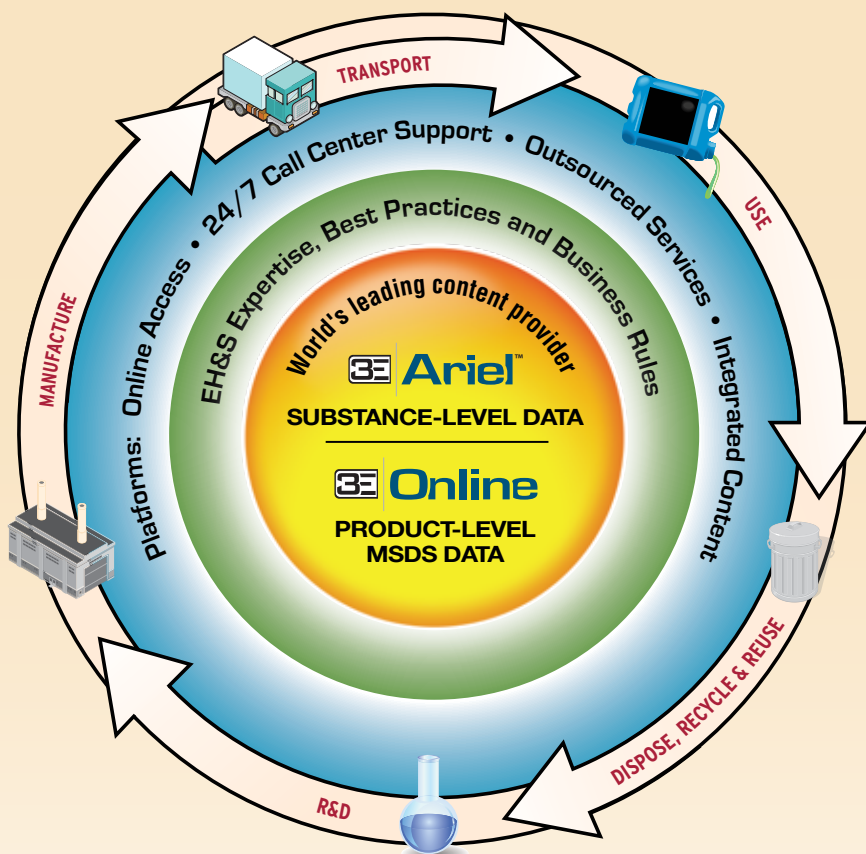 TRANSPORT
USE
DISPOSE, RECYCLE & REUSE
R&D
MANUFACTURE
Platforms: Online Access • 24/7 Call Center Support • Outsourced Services • Integrated Content
EH&S Expertise, Best Practices and Business Rules
World's leading content provider
3E Ariel™
SUBSTANCE-LEVEL DATA
3E Online
PRODUCT-LEVEL
MSDS DATA